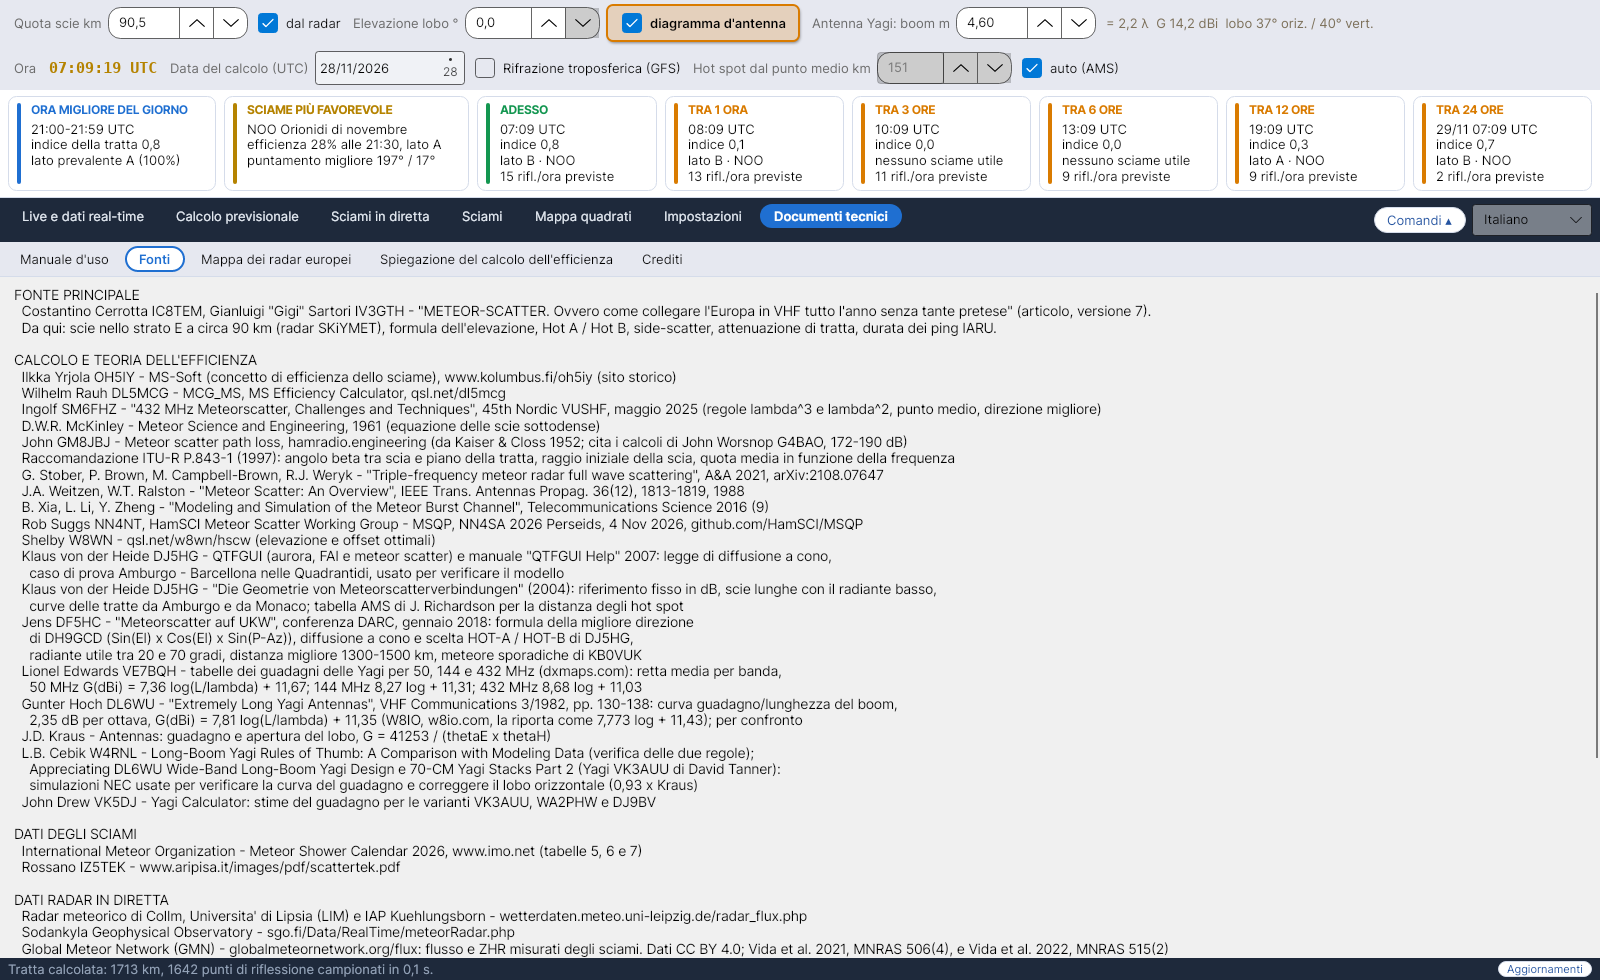 Quota scie km 90,5 dal radar Elevazione lobo ° 0,0 diagramma d'antenna Antenna Yagi: boom m 4,60 = 2,2 λ G 14,2 dBi lobo 37° oriz. / 40° vert.
Ora 07:09:19 UTC Data del calcolo (UTC) 28/11/2026 28 Rifrazione troposferica (GFS) Hot spot dal punto medio km 151 auto (AMS)
ORA MIGLIORE DEL GIORNO
21:00-21:59 UTC
indice della tratta 0,8
lato prevalente A (100%)
SCIAME PIÙ FAVOREVOLE
NOO Orionidi di novembre
efficienza 28% alle 21:30, lato A
puntamento migliore 197° / 17°
ADESSO
07:09 UTC
indice 0,8
lato B · NOO
15 rifl./ora previste
TRA 1 ORA
08:09 UTC
indice 0,1
lato B · NOO
13 rifl./ora previste
TRA 3 ORE
10:09 UTC
indice 0,0
nessuno sciame utile
11 rifl./ora previste
TRA 6 ORE
13:09 UTC
indice 0,0
nessuno sciame utile
9 rifl./ora previste
TRA 12 ORE
19:09 UTC
indice 0,3
lato A · NOO
9 rifl./ora previste
TRA 24 ORE
29/11 07:09 UTC
indice 0,7
lato B · NOO
2 rifl./ora previste
Live e dati real-time Calcolo previsionale Sciami in diretta Sciami Mappa quadrati Impostazioni Documenti tecnici Comandi ▴ Italiano
Manuale d'uso Fonti Mappa dei radar europei Spiegazione del calcolo dell'efficienza Crediti
FONTE PRINCIPALE
Costantino Cerrotta IC8TEM, Gianluigi "Gigi" Sartori IV3GTH - "METEOR-SCATTER. Ovvero come collegare l'Europa in VHF tutto l'anno senza tante pretese" (articolo, versione 7).
Da qui: scie nello strato E a circa 90 km (radar SKiYMET), formula dell'elevazione, Hot A / Hot B, side-scatter, attenuazione di tratta, durata dei ping IARU.
CALCOLO E TEORIA DELL'EFFICIENZA
Ilkka Yrjola OH5IY - MS-Soft (concetto di efficienza dello sciame), www.kolumbus.fi/oh5iy (sito storico)
Wilhelm Rauh DL5MCG - MCG_MS, MS Efficiency Calculator, qsl.net/dl5mcg
Ingolf SM6FHZ - "432 MHz Meteorscatter, Challenges and Techniques", 45th Nordic VUSHF, maggio 2025 (regole lambda^3 e lambda^2, punto medio, direzione migliore)
D.W.R. McKinley - Meteor Science and Engineering, 1961 (equazione delle scie sottodense)
John GM8JBJ - Meteor scatter path loss, hamradio.engineering (da Kaiser & Closs 1952; cita i calcoli di John Worsnop G4BAO, 172-190 dB)
Raccomandazione ITU-R P.843-1 (1997): angolo beta tra scia e piano della tratta, raggio iniziale della scia, quota media in funzione della frequenza
G. Stober, P. Brown, M. Campbell-Brown, R.J. Weryk - "Triple-frequency meteor radar full wave scattering", A&A 2021, arXiv:2108.07647
J.A. Weitzen, W.T. Ralston - "Meteor Scatter: An Overview", IEEE Trans. Antennas Propag. 36(12), 1813-1819, 1988
B. Xia, L. Li, Y. Zheng - "Modeling and Simulation of the Meteor Burst Channel", Telecommunications Science 2016 (9)
Rob Suggs NN4NT, HamSCI Meteor Scatter Working Group - MSQP, NN4SA 2026 Perseids, 4 Nov 2026, github.com/HamSCI/MSQP
Shelby W8WN - qsl.net/w8wn/hscw (elevazione e offset ottimali)
Klaus von der Heide DJ5HG - QTFGUI (aurora, FAI e meteor scatter) e manuale "QTFGUI Help" 2007: legge di diffusione a cono,
caso di prova Amburgo - Barcellona nelle Quadrantidi, usato per verificare il modello
Klaus von der Heide DJ5HG - "Die Geometrie von Meteorscatterverbindungen" (2004): riferimento fisso in dB, scie lunghe con il radiante basso,
curve delle tratte da Amburgo e da Monaco; tabella AMS di J. Richardson per la distanza degli hot spot
Jens DF5HC - "Meteorscatter auf UKW", conferenza DARC, gennaio 2018: formula della migliore direzione
di DH9GCD (Sin(El) x Cos(El) x Sin(P-Az)), diffusione a cono e scelta HOT-A / HOT-B di DJ5HG,
radiante utile tra 20 e 70 gradi, distanza migliore 1300-1500 km, meteore sporadiche di KB0VUK
Lionel Edwards VE7BQH - tabelle dei guadagni delle Yagi per 50, 144 e 432 MHz (dxmaps.com): retta media per banda,
50 MHz G(dBi) = 7,36 log(L/lambda) + 11,67; 144 MHz 8,27 log + 11,31; 432 MHz 8,68 log + 11,03
Gunter Hoch DL6WU - "Extremely Long Yagi Antennas", VHF Communications 3/1982, pp. 130-138: curva guadagno/lunghezza del boom,
2,35 dB per ottava, G(dBi) = 7,81 log(L/lambda) + 11,35 (W8IO, w8io.com, la riporta come 7,773 log + 11,43); per confronto
J.D. Kraus - Antennas: guadagno e apertura del lobo, G = 41253 / (thetaE x thetaH)
L.B. Cebik W4RNL - Long-Boom Yagi Rules of Thumb: A Comparison with Modeling Data (verifica delle due regole);
Appreciating DL6WU Wide-Band Long-Boom Yagi Design e 70-CM Yagi Stacks Part 2 (Yagi VK3AUU di David Tanner):
simulazioni NEC usate per verificare la curva del guadagno e correggere il lobo orizzontale (0,93 x Kraus)
John Drew VK5DJ - Yagi Calculator: stime del guadagno per le varianti VK3AUU, WA2PHW e DJ9BV
DATI DEGLI SCIAMI
International Meteor Organization - Meteor Shower Calendar 2026, www.imo.net (tabelle 5, 6 e 7)
Rossano IZ5TEK - www.aripisa.it/images/pdf/scattertek.pdf
DATI RADAR IN DIRETTA
Radar meteorico di Collm, Universita' di Lipsia (LIM) e IAP Kuehlungsborn - wetterdaten.meteo.uni-leipzig.de/radar_flux.php
Sodankyla Geophysical Observatory - sgo.fi/Data/RealTime/meteorRadar.php
Global Meteor Network (GMN) - globalmeteornetwork.org/flux: flusso e ZHR misurati degli sciami. Dati CC BY 4.0; Vida et al. 2021, MNRAS 506(4), e Vida et al. 2022, MNRAS 515(2)
Tratta calcolata: 1713 km, 1642 punti di riflessione campionati in 0,1 s. Aggiornamenti